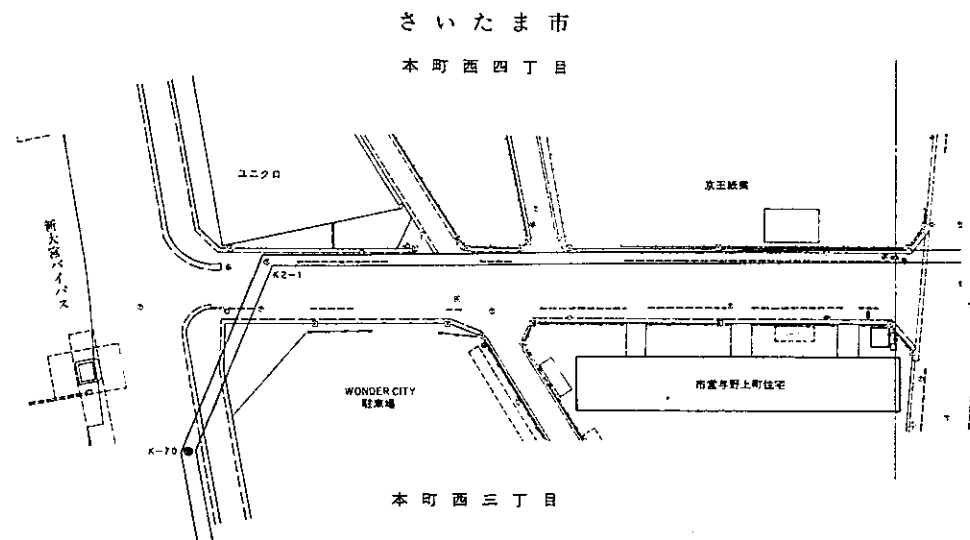 さいたま市
本町西四丁目
ユニクロ
京王紙業
新大宮バイパス
K2-1
WONDER CITY
駐車場
市営与野上町住宅
K-70
本町西三丁目